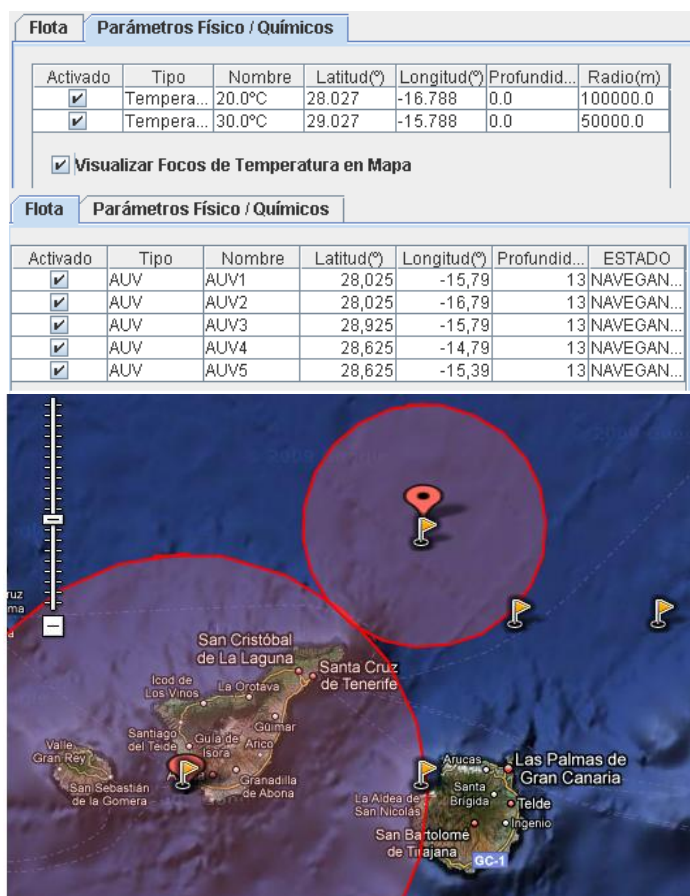 Flota Parámetros Físico / Químicos
Activado Tipo Nombre Latitud(º) Longitud(º) Profundid... Radio(m)
Tempera... 20.0ºC 28.027 -16.788 0.0 100000.0
Tempera... 30.0ºC 29.027 -15.788 0.0 50000.0
Visualizar Focos de Temperatura en Mapa
Flota Parámetros Físico / Químicos
Activado Tipo Nombre Latitud(º) Longitud(º) Profundid... ESTADO
AUV AUV1 28,025 -15,79 13 NAVEGAN...
AUV AUV2 28,025 -16,79 13 NAVEGAN...
AUV AUV3 28,925 -15,79 13 NAVEGAN...
AUV AUV4 28,625 -14,79 13 NAVEGAN...
AUV AUV5 28,625 -15,39 13 NAVEGAN...
ruz
ma
a
San Cristóbal
de La Laguna
Santa Cruz
de Tenerife
Icod de
Los Vinos
La Orotava
Güimar
Santiago
del Teide
Guía de
Isora
Arico
Valle
Gran Rey
San Sebastián
de la Gomera
Granadilla
de Abona
Arucas
Las Palmas de
Gran Canaria
La Aldea de
San Nicolás
Santa
Brigida
Telde
Ingenio
San Bartolomé
de Tirajana
GC-1